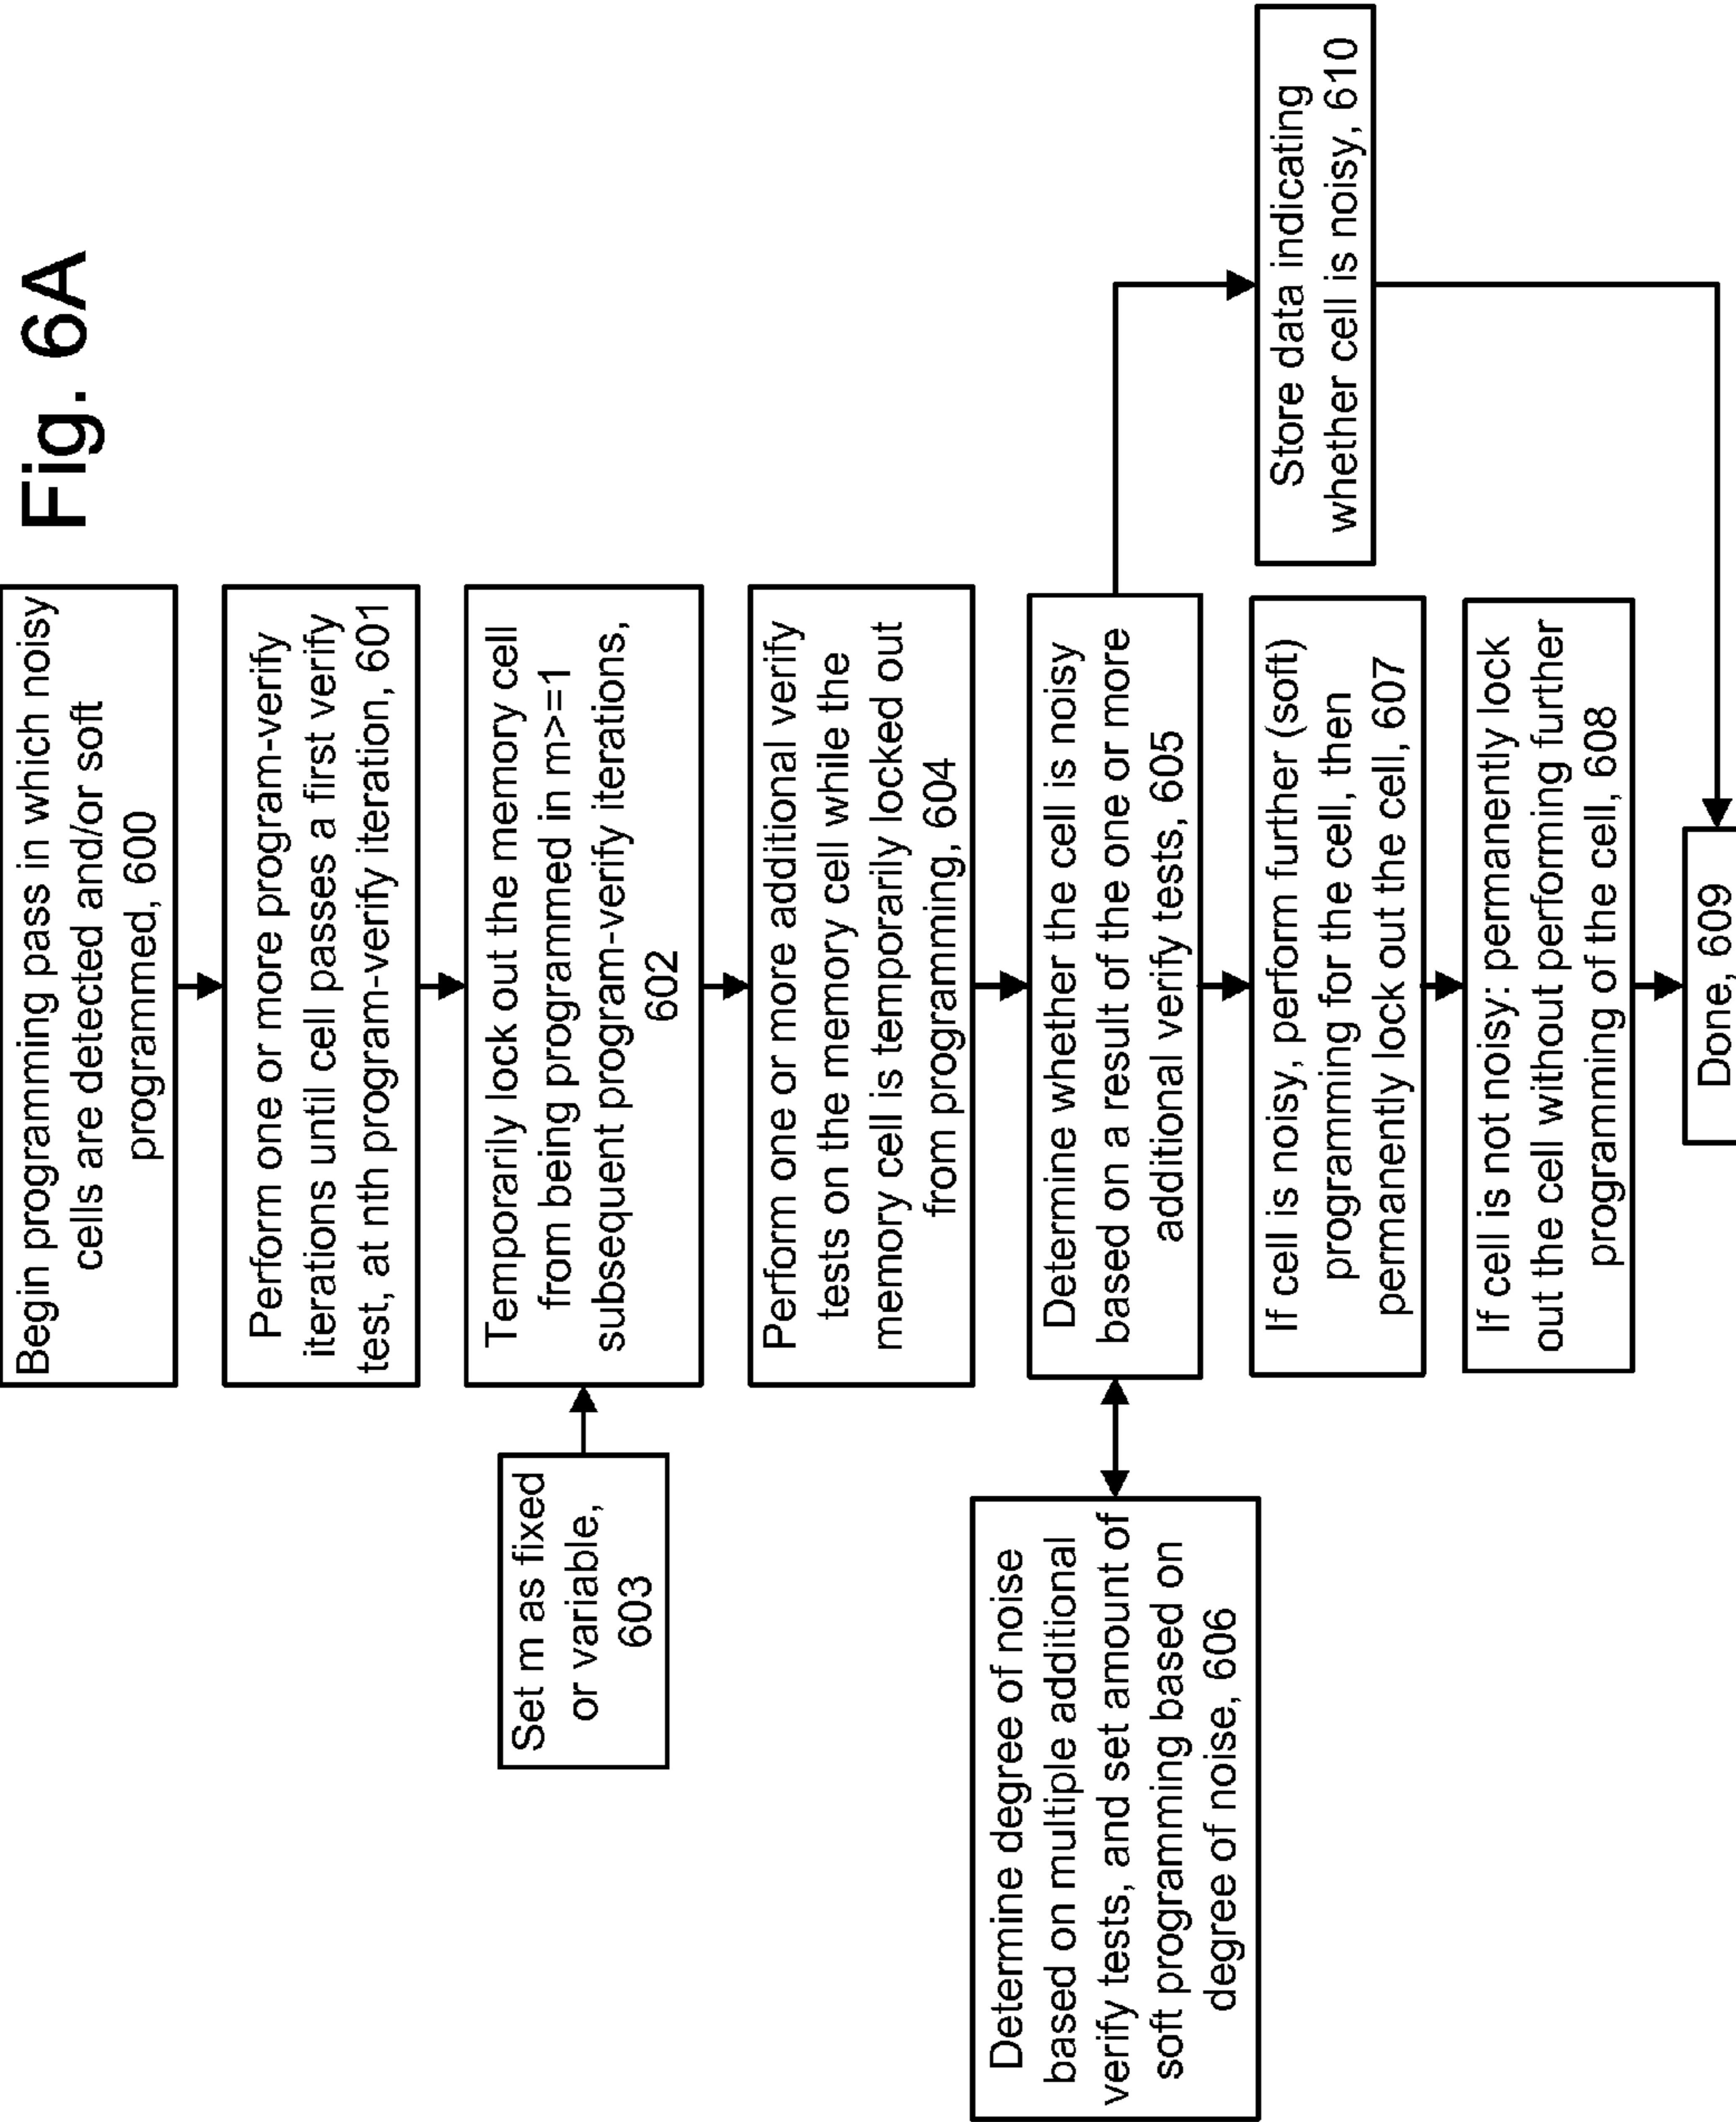 Fig. 6A
Begin programming pass in which noisy
cells are detected and/or soft
programmed, 600
Perform one or more program-verify
iterations until cell passes a first verify
test, at nth program-verify iteration, 601
Set m as fixed
or variable,
603
Temporarily lock out the memory cell
from being programmed in m>=1
subsequent program-verify iterations,
602
Perform one or more additional verify
tests on the memory cell while the
memory cell is temporarily locked out
from programming, 604
Determine degree of noise
based on multiple additional
verify tests, and set amount of
soft programming based on
degree of noise, 606
Determine whether the cell is noisy
based on a result of the one or more
additional verify tests, 605
Store data indicating
whether cell is noisy, 610
If cell is noisy, perform further (soft)
programming for the cell, then
permanently lock out the cell, 607
If cell is not noisy: permanently lock
out the cell without performing further
programming of the cell, 608
Done, 609